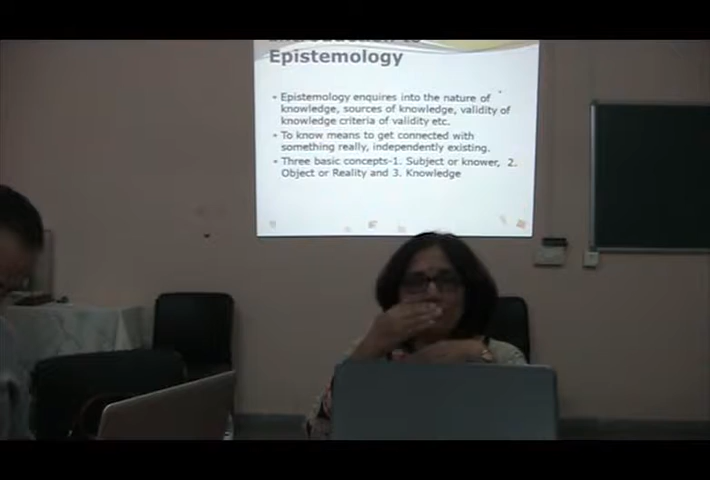 Introduction to
Epistemology
Epistemology enquires into the nature of
knowledge, sources of knowledge, validity of
knowledge criteria of validity etc.
To know means to get connected with
something really, independently existing.
Three basic concepts-1. Subject or knower, 2.
Object or Reality and 3. Knowledge